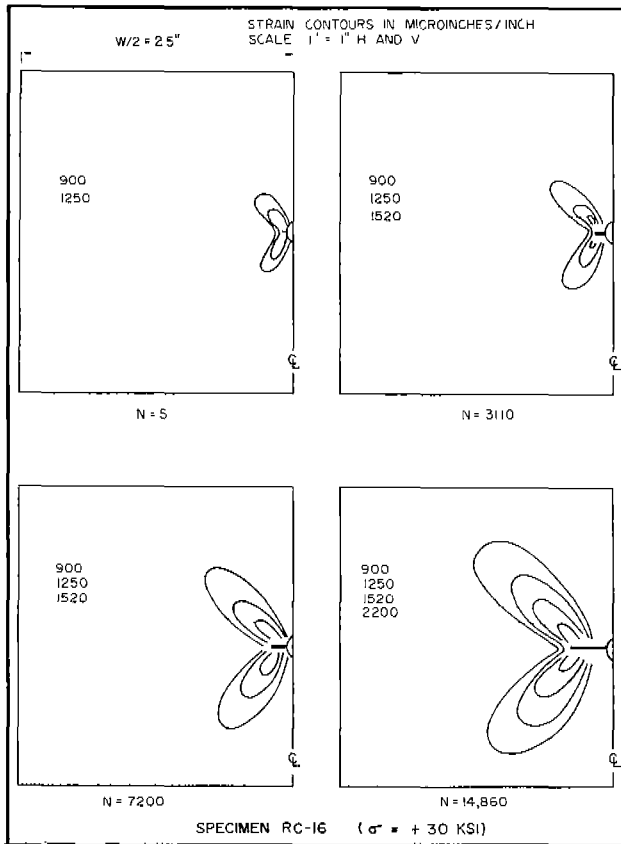 STRAIN CONTOURS IN MICROINCHES/INCH
W/2 = 2.5"
SCALE 1" = 1" H AND V
900
1250
℄
N = 5
900
1250
1520
℄
N = 3110
900
1250
1520
℄
N = 7200
900
1250
1520
2200
℄
N = 14,860
SPECIMEN RC-16 (σ = + 30 KSI)